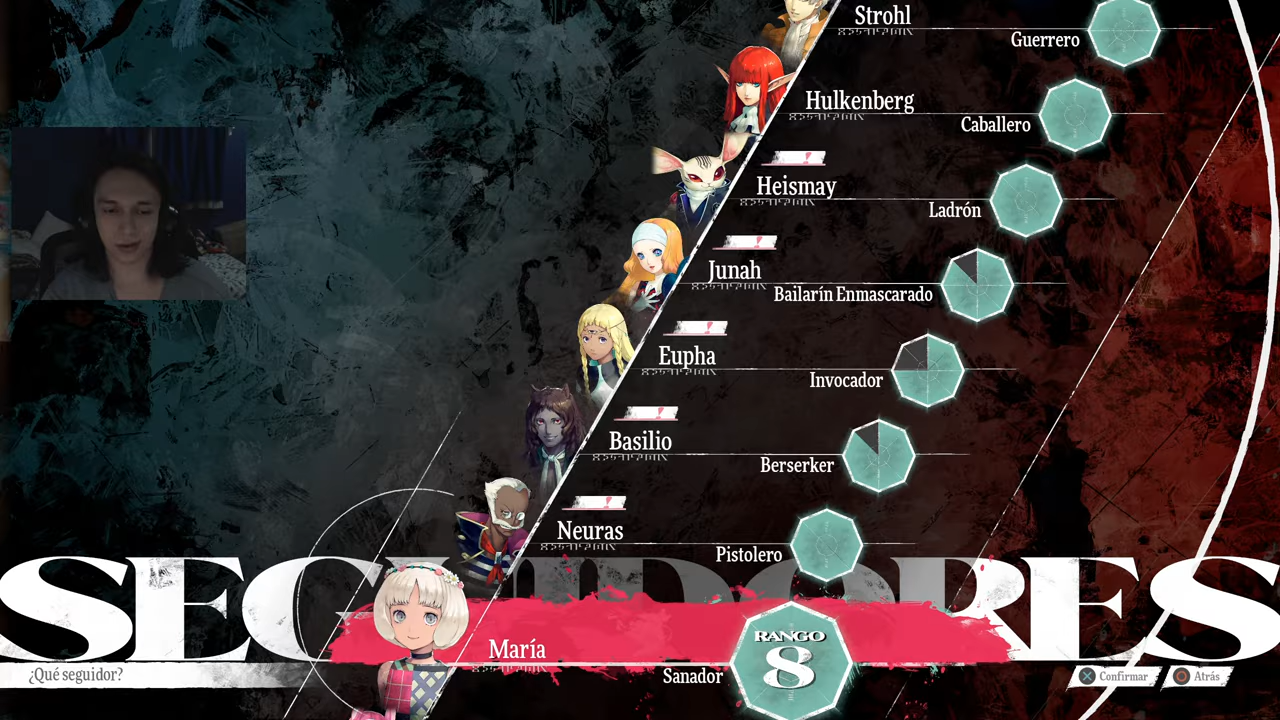 Strohl
Guerrero
Hulkenberg
Caballero
!
Heismay
Ladrón
!
Junah
Bailarín Enmascarado
!
Eupha
Invocador
!
Basilio
Berserker
!
Neuras
Pistolero
SEGUIDORES
RANGO
8
María
Sanador
¿Qué seguidor?
Confirmar
Atrás